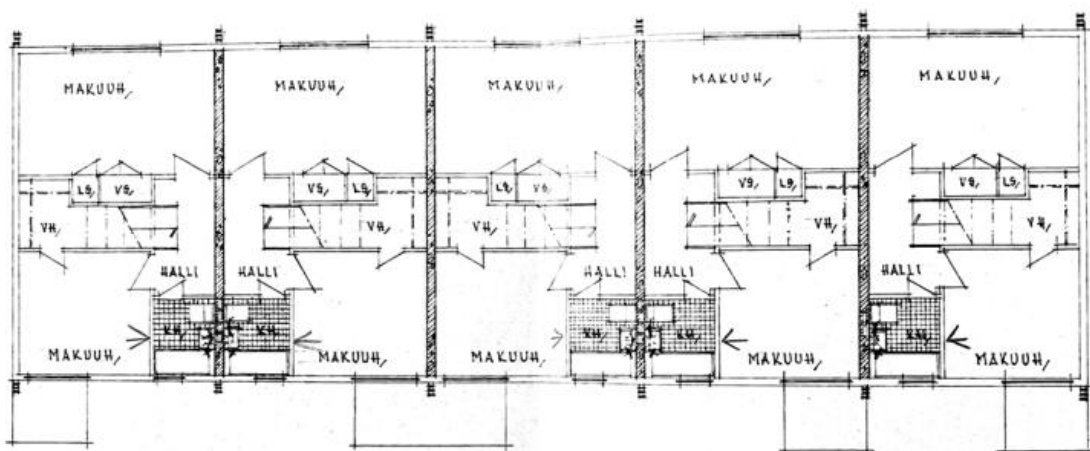 MAKUUH, MAKUUH, MAKUUH, MAKUUH, MAKUUH,
LS, VS, VS, LS, LS, VS, VS, LS, VS, LS,
VH, VH, VH, VH, VH,
HALLI HALLI HALLI HALLI HALLI
KH, KH, KH, KH, KH,
MAKUUH, MAKUUH, MAKUUH, MAKUUH, MAKUUH,